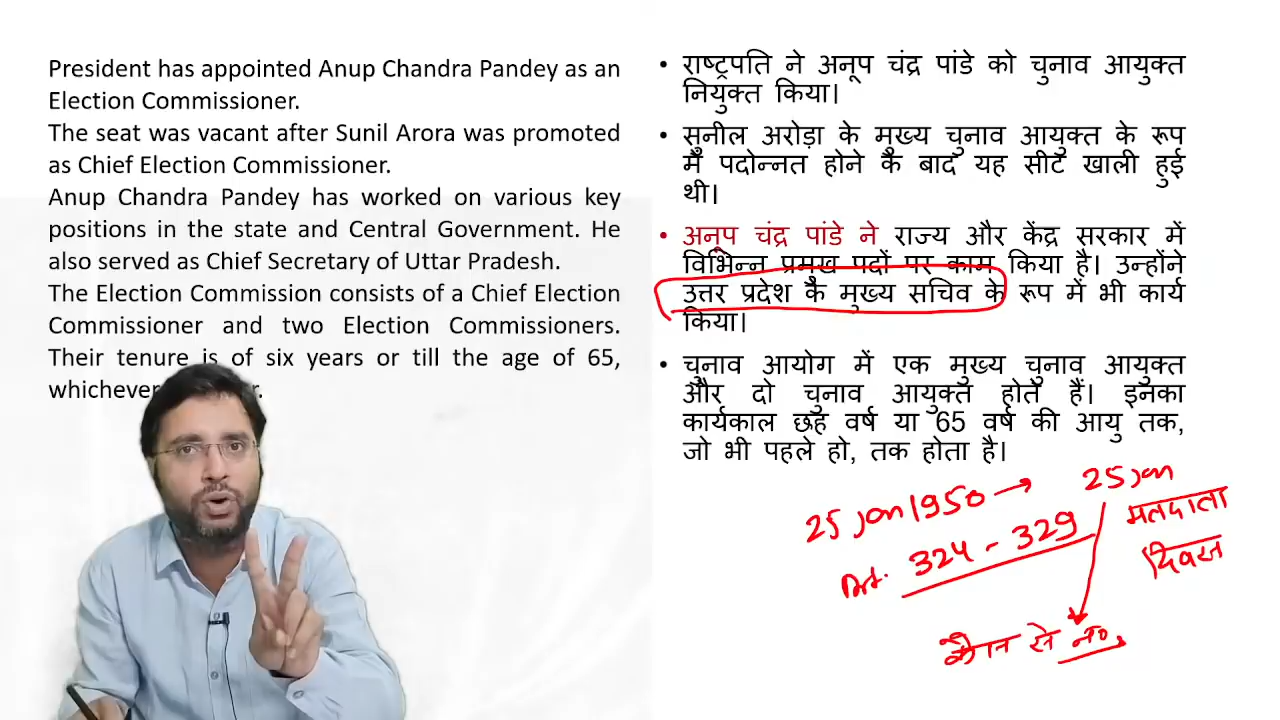 President has appointed Anup Chandra Pandey as an
Election Commissioner.
The seat was vacant after Sunil Arora was promoted
as Chief Election Commissioner.
Anup Chandra Pandey has worked on various key
positions in the state and Central Government. He
also served as Chief Secretary of Uttar Pradesh.
The Election Commission consists of a Chief Election
Commissioner and two Election Commissioners.
Their tenure is of six years or till the age of 65,
whichever
• राष्ट्रपति ने अनूप चंद्र पांडे को चुनाव आयुक्त
नियुक्त किया।
• सुनील अरोड़ा के मुख्य चुनाव आयुक्त के रूप
में पदोन्नत होने के बाद यह सीट खाली हुई
थी।
• अनूप चंद्र पांडे ने राज्य और केंद्र सरकार में
विभिन्न प्रमुख पदों पर काम किया है। उन्होंने
उत्तर प्रदेश के मुख्य सचिव के रूप में भी कार्य
किया।
• चुनाव आयोग में एक मुख्य चुनाव आयुक्त
और दो चुनाव आयुक्त होते हैं। इनका
कार्यकाल छह वर्ष या 65 वर्ष की आयु तक,
जो भी पहले हो, तक होता है।
25 Jan 1950 → 25 Jan
मतदाता
दिवस
Art. 324 - 329
कौन से no.